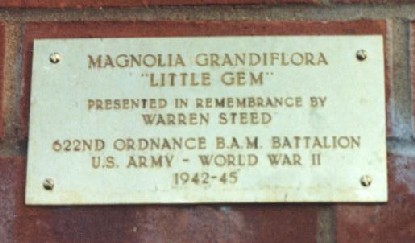 MAGNOLIA GRANDIFLORA
"LITTLE GEM"
PRESENTED IN REMEMBRANCE BY
WARREN STEED
622ND ORDNANCE B.A.M. BATTALION
U.S. ARMY - WORLD WAR II
1942-45